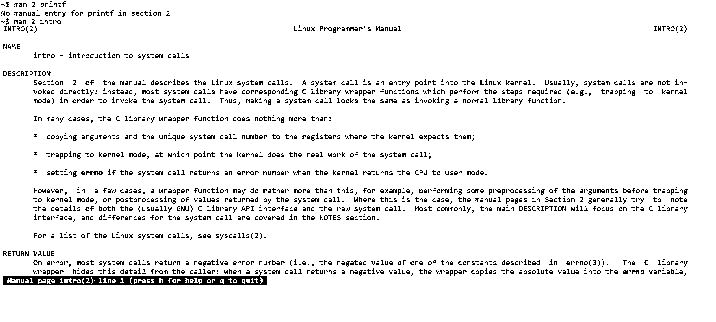 ~$ man 2 printf
No manual entry for printf in section 2
~$ man 2 intro
INTRO(2) Linux Programmer's Manual INTRO(2)
NAME
intro - introduction to system calls
DESCRIPTION
Section 2 of the manual describes the Linux system calls. A system call is an entry point into the Linux kernel. Usually, system calls are not in-
voked directly: instead, most system calls have corresponding C library wrapper functions which perform the steps required (e.g., trapping to kernel
mode) in order to invoke the system call. Thus, making a system call looks the same as invoking a normal library function.
In many cases, the C library wrapper function does nothing more than:
* copying arguments and the unique system call number to the registers where the kernel expects them;
* trapping to kernel mode, at which point the kernel does the real work of the system call;
* setting errno if the system call returns an error number when the kernel returns the CPU to user mode.
However, in a few cases, a wrapper function may do rather more than this, for example, performing some preprocessing of the arguments before trapping
to kernel mode, or postprocessing of values returned by the system call. Where this is the case, the manual pages in Section 2 generally try to note
the details of both the (usually GNU) C library API interface and the raw system call. Most commonly, the main DESCRIPTION will focus on the C library
interface, and differences for the system call are covered in the NOTES section.
For a list of the Linux system calls, see syscalls(2).
RETURN VALUE
On error, most system calls return a negative error number (i.e., the negated value of one of the constants described in errno(3)). The C library
wrapper hides this detail from the caller: when a system call returns a negative value, the wrapper copies the absolute value into the errno variable,
Manual page intro(2) line 1 (press h for help or q to quit)